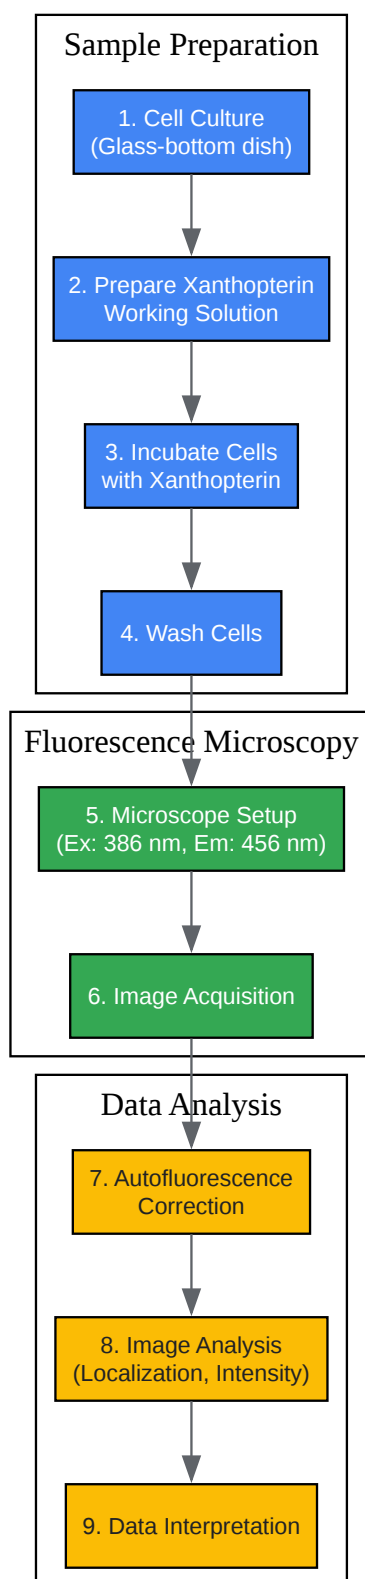 Sample Preparation
1. Cell Culture
(Glass-bottom dish)
2. Prepare Xanthopterin
Working Solution
3. Incubate Cells
with Xanthopterin
4. Wash Cells
Fluorescence Microscopy
5. Microscope Setup
(Ex: 386 nm, Em: 456 nm)
6. Image Acquisition
Data Analysis
7. Autofluorescence
Correction
8. Image Analysis
(Localization, Intensity)
9. Data Interpretation